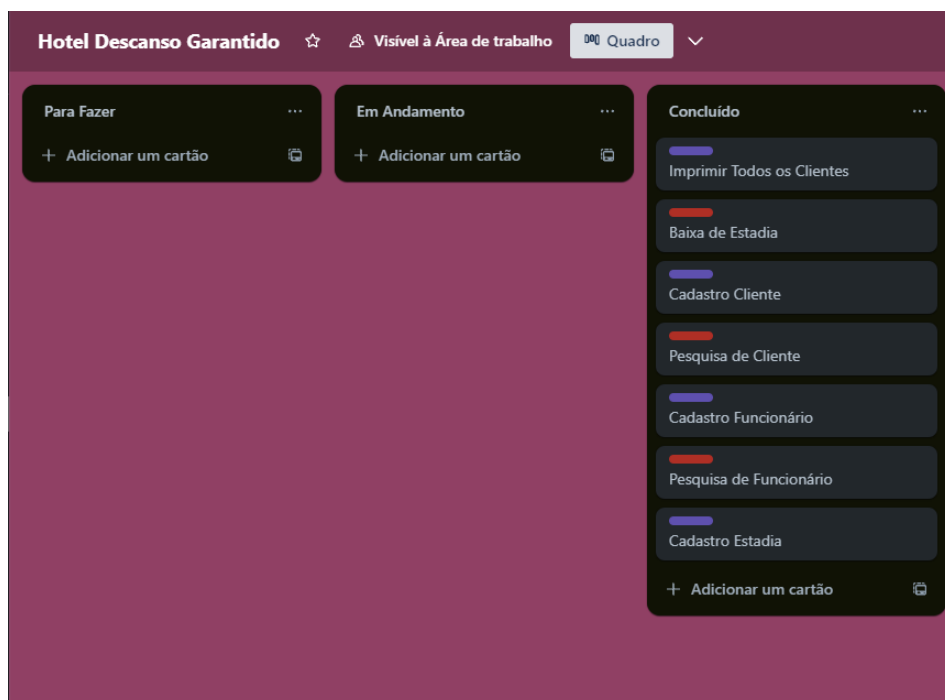 Hotel Descanso Garantido
Visível à Área de trabalho
Quadro
Para Fazer
Adicionar um cartão
Em Andamento
Adicionar um cartão
Concluído
Imprimir Todos os Clientes
Baixa de Estadia
Cadastro Cliente
Pesquisa de Cliente
Cadastro Funcionário
Pesquisa de Funcionário
Cadastro Estadia
Adicionar um cartão